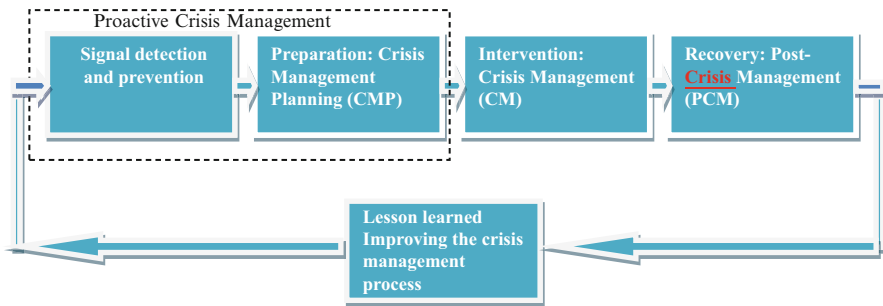 Proactive Crisis Management
Signal detection
and prevention
Preparation: Crisis
Management
Planning (CMP)
Intervention:
Crisis Management
(CM)
Recovery: Post-
Crisis Management
(PCM)
Lesson learned
Improving the crisis
management
process